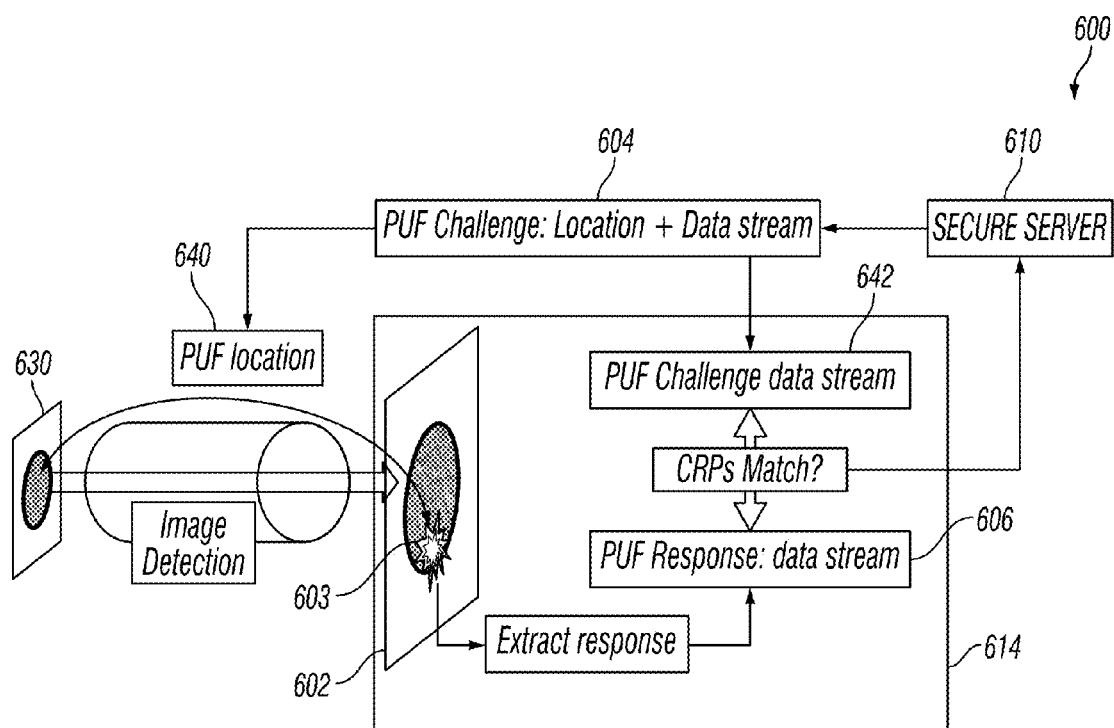 600
604
610
PUF Challenge: Location + Data stream
SECURE SERVER
640
642
PUF location
630
PUF Challenge data stream
CRPs Match?
Image
Detection
606
PUF Response: data stream
603
Extract response
614
602